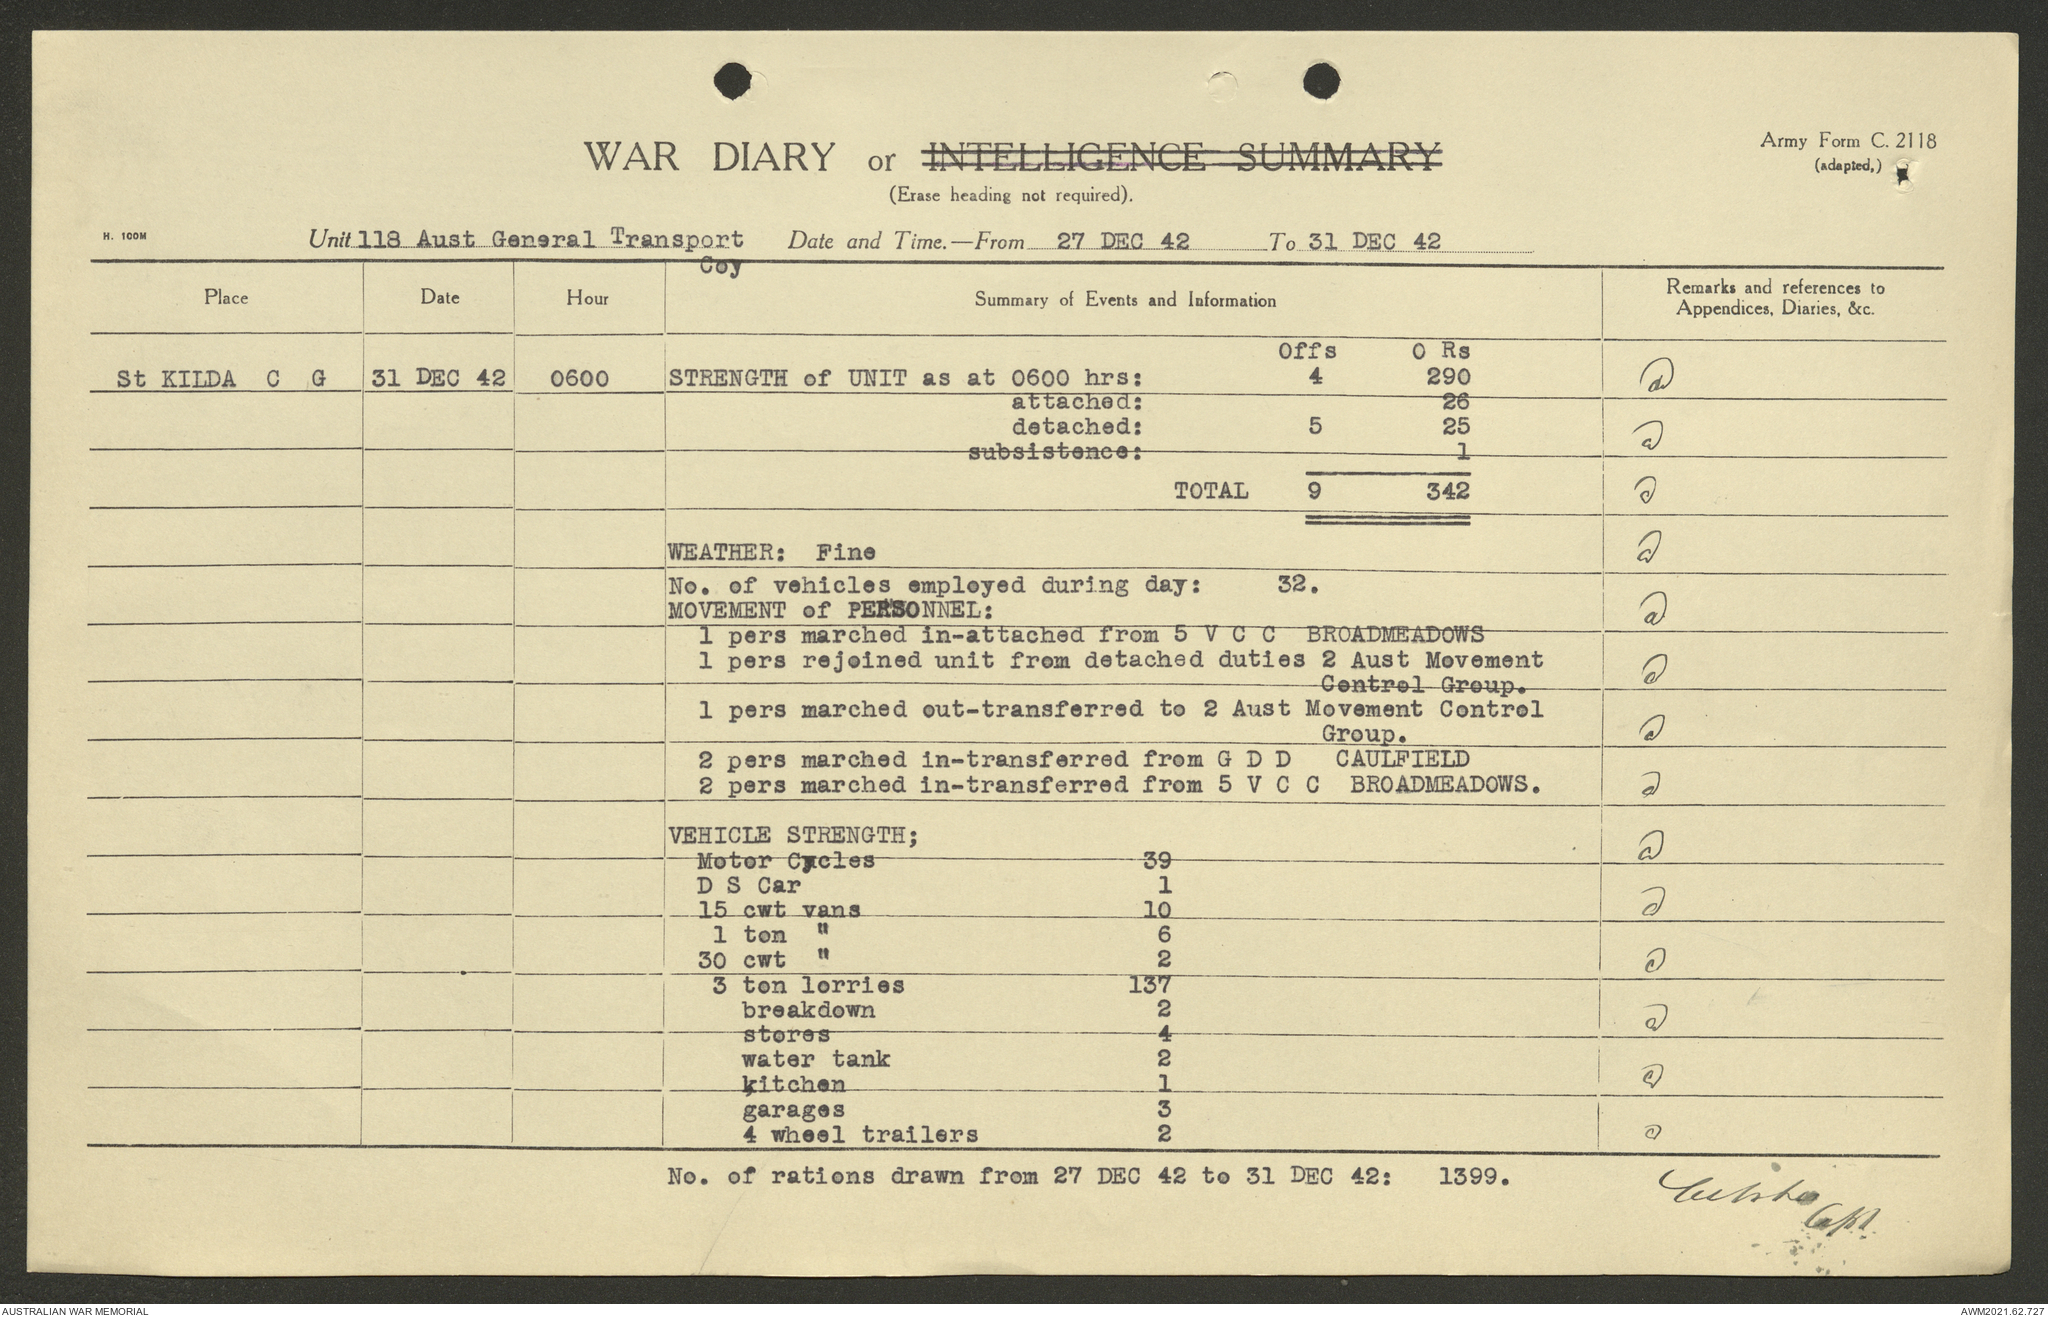 WAR DIARY or INTELLIGENCE SUMMARY
Army Form C. 2118
(adapted,)
(Erase heading not required).
H. 100M
Unit 118 Aust General Transport Date and Time.—From 27 DEC 42 To 31 DEC 42
Coy
Place Date Hour Summary of Events and Information Remarks and references to
Appendices, Diaries, &c.
Offs O Rs
St KILDA C G 31 DEC 42 0600 STRENGTH of UNIT as at 0600 hrs: 4 290
attached: 26
detached: 5 25
subsistence: 1
TOTAL 9 342
WEATHER: Fine
No. of vehicles employed during day: 32.
MOVEMENT of PERSONNEL:
1 pers marched in-attached from 5 V C C BROADMEADOWS
1 pers rejoined unit from detached duties 2 Aust Movement
Control Group.
1 pers marched out-transferred to 2 Aust Movement Control
Group.
2 pers marched in-transferred from G D D CAULFIELD
2 pers marched in-transferred from 5 V C C BROADMEADOWS.
VEHICLE STRENGTH;
Motor Cycles 39
D S Car 1
15 cwt vans 10
1 ton " 6
30 cwt " 2
3 ton lorries 137
breakdown 2
stores 4
water tank 2
kitchen 1
garages 3
4 wheel trailers 2
No. of rations drawn from 27 DEC 42 to 31 DEC 42: 1399.
Capt.
AUSTRALIAN WAR MEMORIAL
AWM2021.62.727